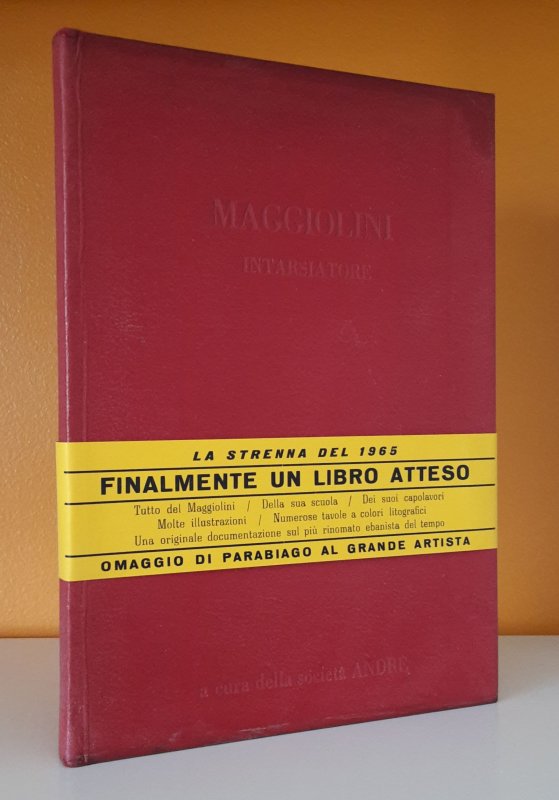 MAGGIOLINI
INTARSIATORE
LA STRENNA DEL 1965
FINALMENTE UN LIBRO ATTESO
Tutto del Maggiolini / Della sua scuola / Dei suoi capolavori
Molte illustrazioni / Numerose tavole a colori litografici
Una originale documentazione sul più rinomato ebanista del tempo
OMAGGIO DI PARABIAGO AL GRANDE ARTISTA
a cura della società ANDRE